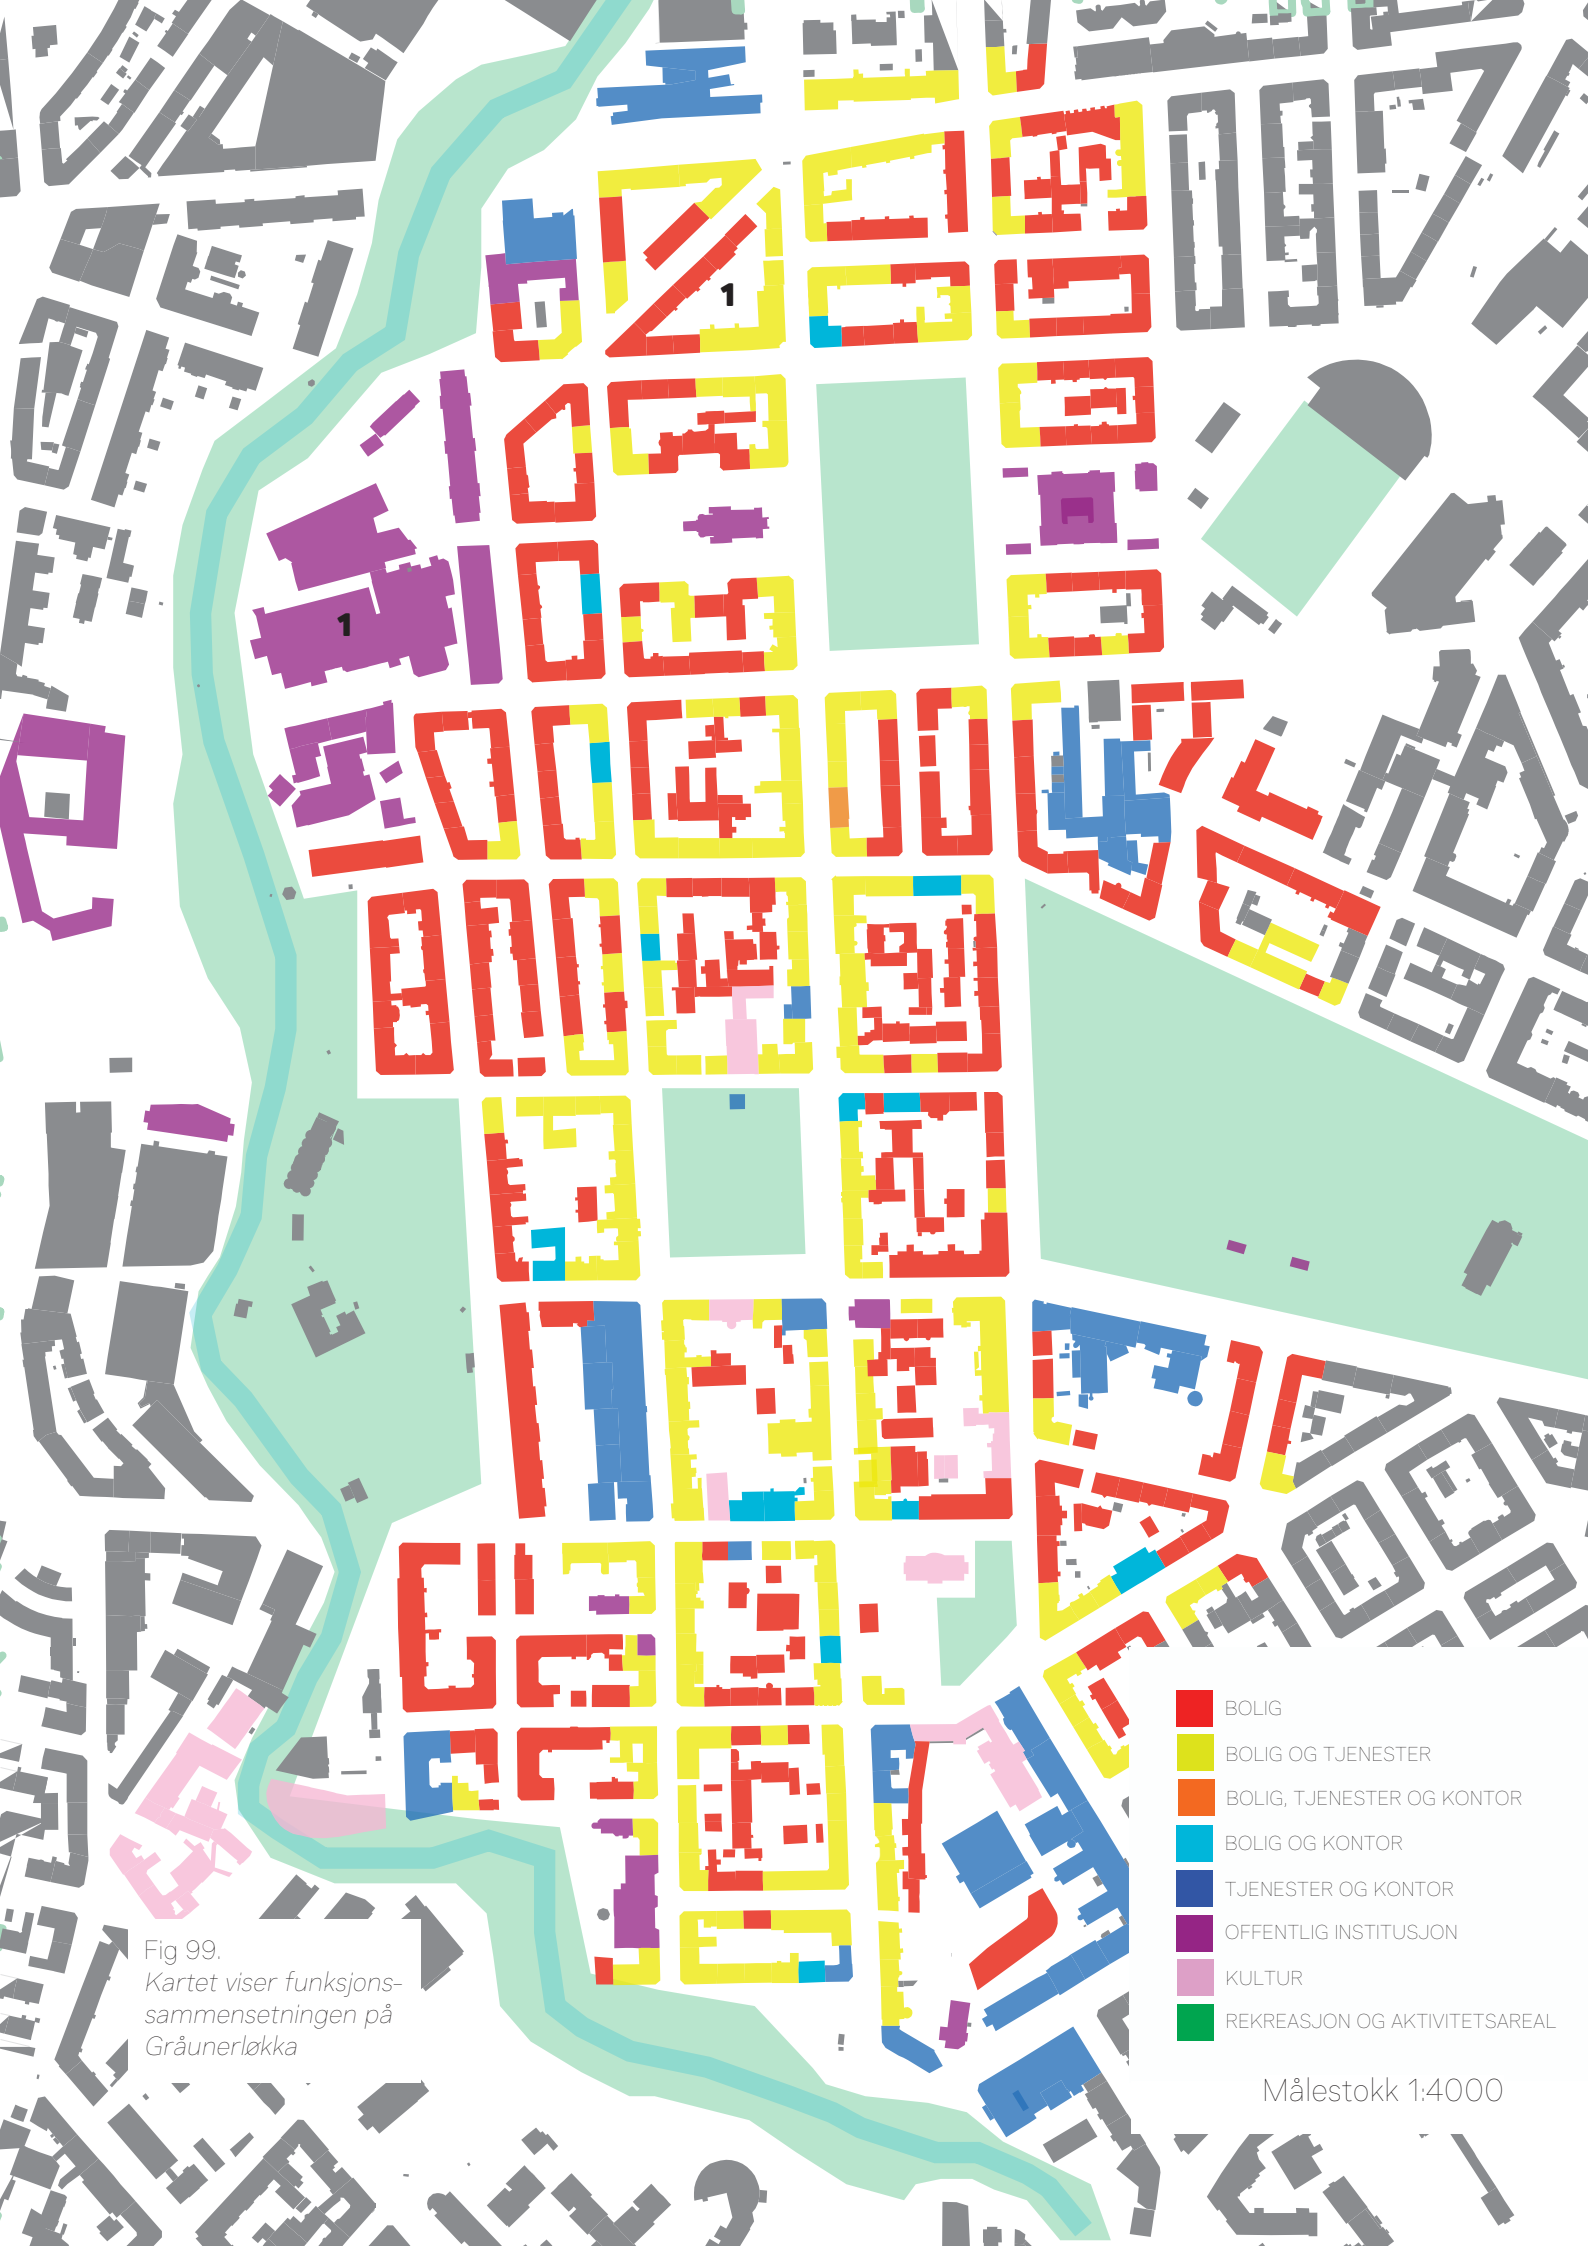 1
1
BOLIG
BOLIG OG TJENESTER
BOLIG, TJENESTER OG KONTOR
BOLIG OG KONTOR
TJENESTER OG KONTOR
OFFENTLIG INSTITUSJON
KULTUR
REKREASJON OG AKTIVITETSAREAL
Målestokk 1:4000
Fig 99.
Kartet viser funksjons-
sammensetningen på
Gråunerløkka